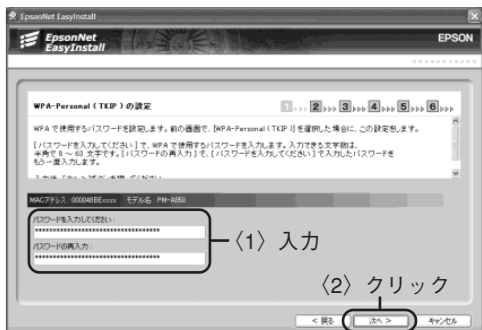 EpsonNet EasyInstall
EpsonNet
EasyInstall
EPSON
WPA-Personal (TKIP)の設定
1 2 3 4 5 6
WPA で使用するパスワードを設定します。前の画面で、[WPA-Personal(TKIP)]を選択した場合に、この設定をします。
[パスワードを入力してください]で、WPA で使用するパスワードを入力します。入力できる文字数は、
半角で 8 ~ 63 文字です。[パスワードの再入力]で、[パスワードを入力してください]で入力したパスワードを
もう一度入力します。
MACアドレス:000048BExxxx モデル名:PM-A850
パスワードを入力してください:
***********************************
パスワードの再入力:
***********************************
〈1〉入力
〈2〉クリック
< 戻る
次へ >
キャンセル